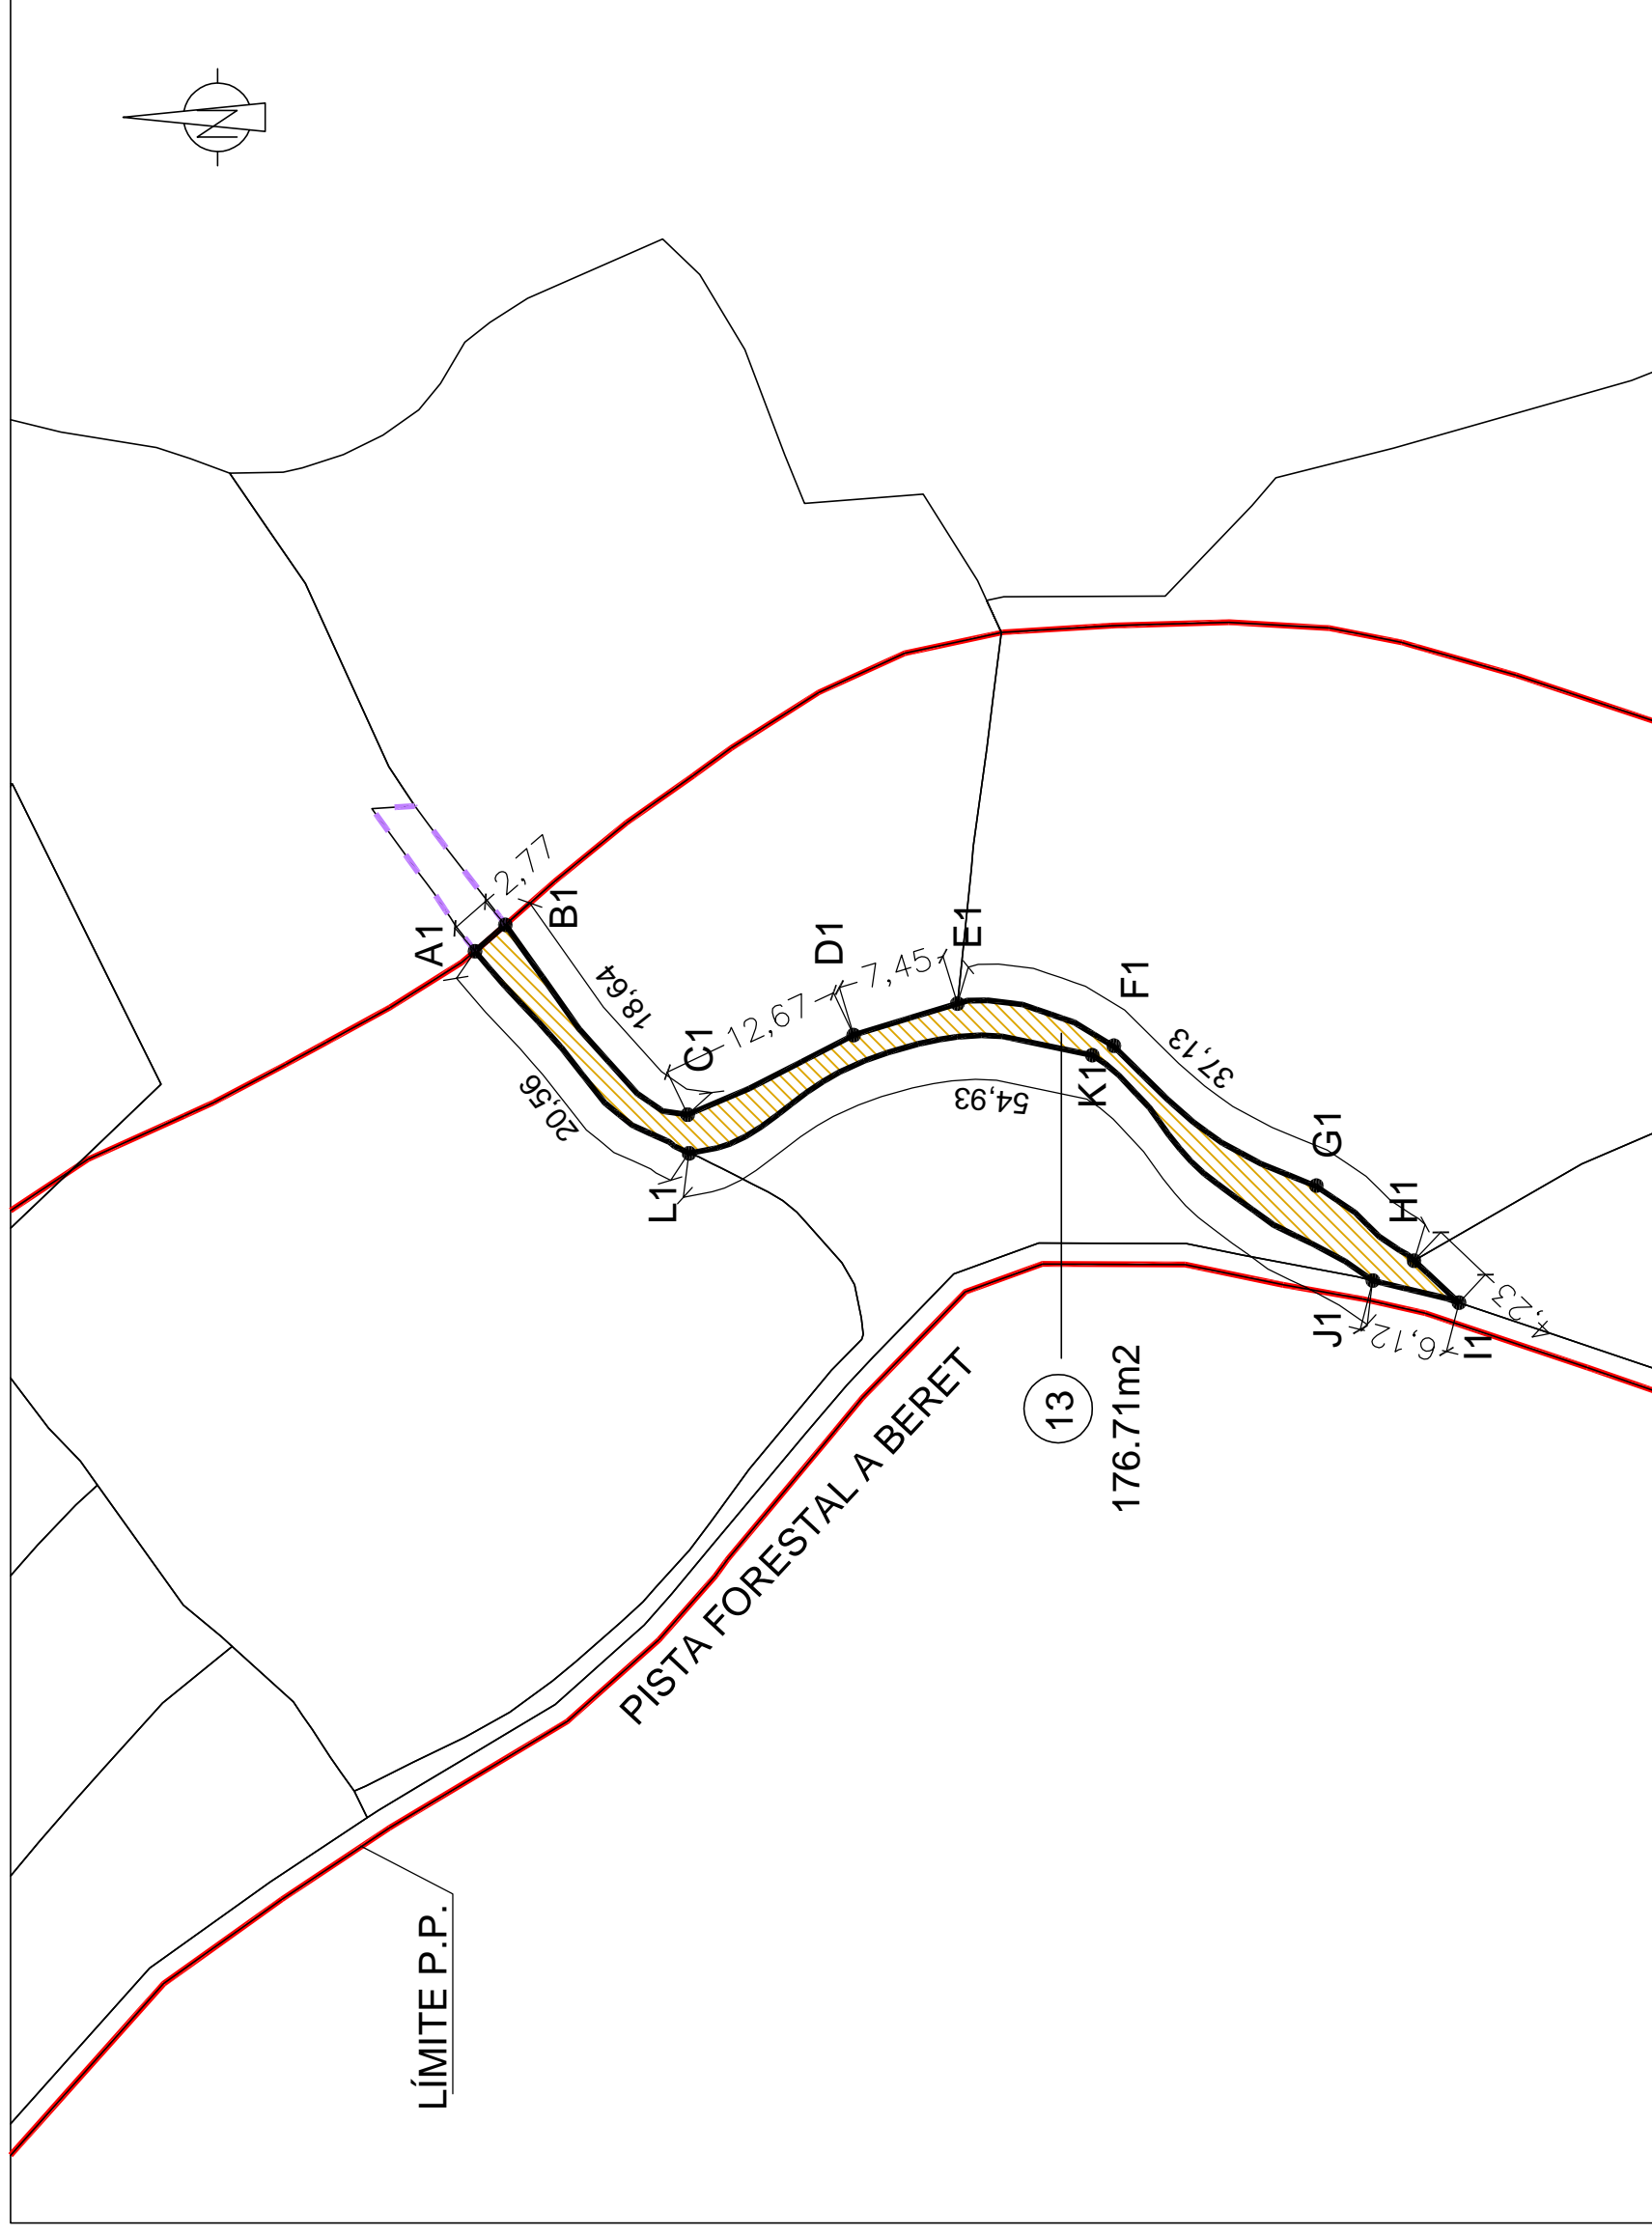 N
A1
2,77
B1
18,64
20,56
C1
12,67
D1
7,45
E1
L1
F1
37,13
K1
54,93
G1
H1
J1
6,12
I1
4,23
13
176.71m2
PISTA FORESTAL A BERET
LÍMITE P.P.